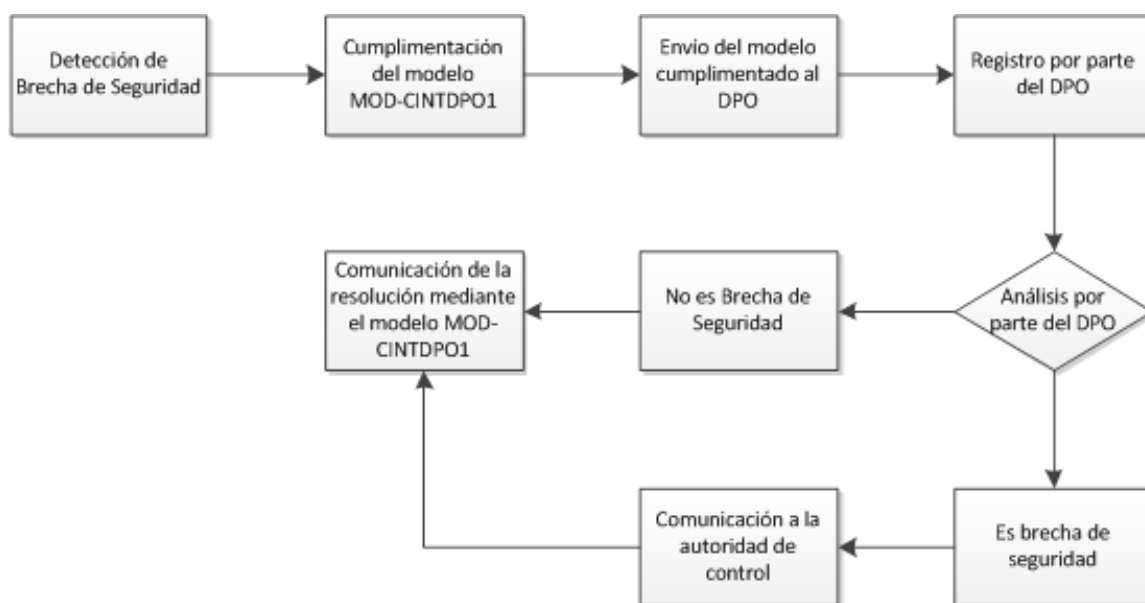 Detección de
Brecha de Seguridad
Cumplimentación
del modelo
MOD-CINTDPO1
Envío del modelo
cumplimentado al
DPO
Registro por parte
del DPO
Comunicación de la
resolución mediante
el modelo MOD-
CINTDPO1
No es Brecha de
Seguridad
Análisis por
parte del DPO
Comunicación a la
autoridad de
control
Es brecha de
seguridad